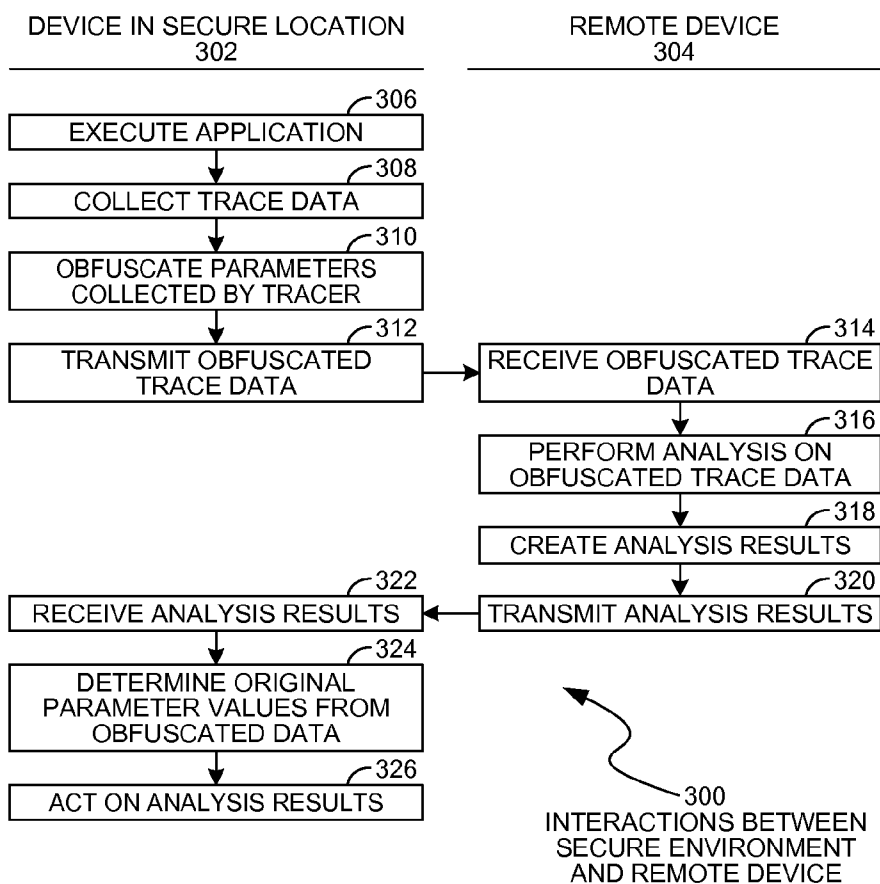 DEVICE IN SECURE LOCATION
302
REMOTE DEVICE
304
306
EXECUTE APPLICATION
308
COLLECT TRACE DATA
310
OBFUSCATE PARAMETERS
COLLECTED BY TRACER
312
TRANSMIT OBFUSCATED
TRACE DATA
314
RECEIVE OBFUSCATED TRACE
DATA
316
PERFORM ANALYSIS ON
OBFUSCATED TRACE DATA
318
CREATE ANALYSIS RESULTS
320
TRANSMIT ANALYSIS RESULTS
322
RECEIVE ANALYSIS RESULTS
324
DETERMINE ORIGINAL
PARAMETER VALUES FROM
OBFUSCATED DATA
326
ACT ON ANALYSIS RESULTS
300
INTERACTIONS BETWEEN
SECURE ENVIRONMENT
AND REMOTE DEVICE